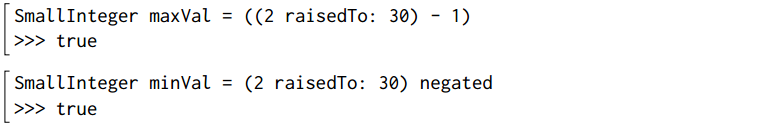 SmallInteger maxVal = ((2 raisedTo: 30) - 1)
>>> true
SmallInteger minVal = (2 raisedTo: 30) negated
>>> true